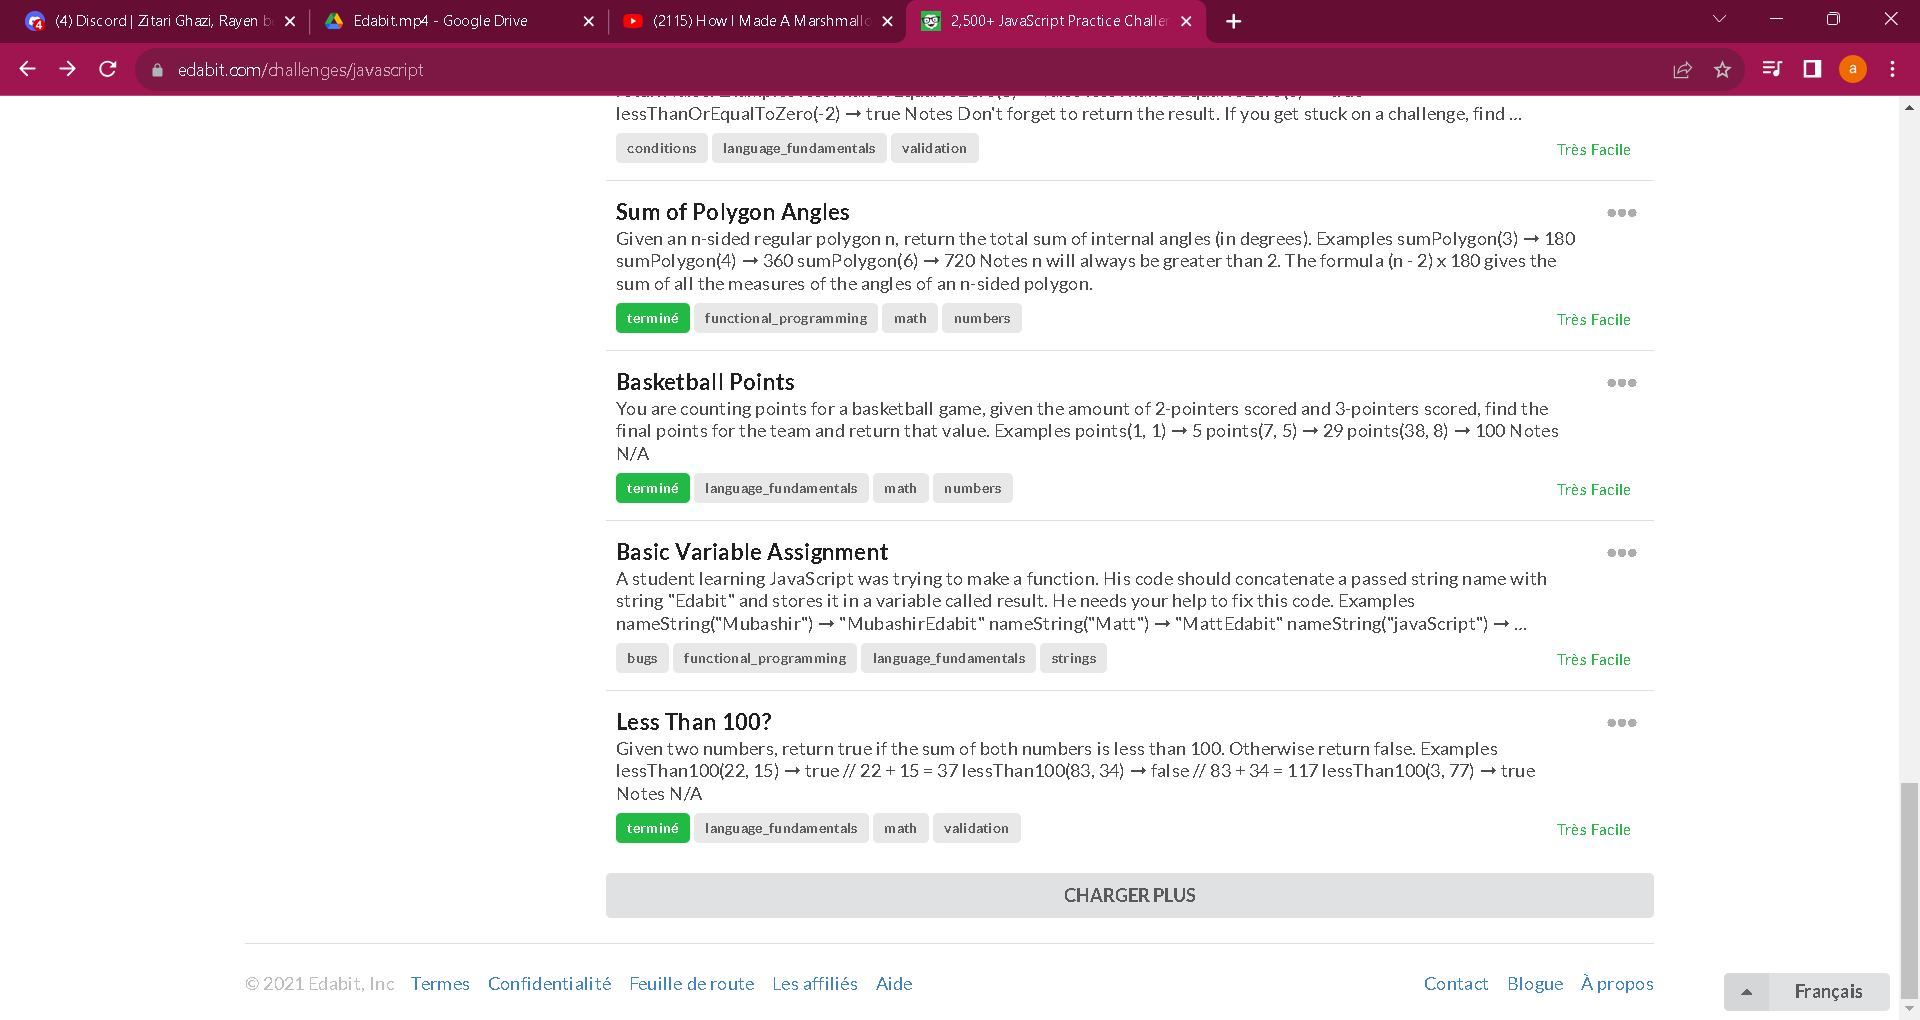 (4) Discord | Zitari Ghazi, Rayen b
Edabit.mp4 - Google Drive
(2115) How I Made A Marshmallo
2,500+ JavaScript Practice Challen
edabit.com/challenges/javascript
a
lessThanOrEqualToZero(-2) ➞ true Notes Don't forget to return the result. If you get stuck on a challenge, find ...
conditions language_fundamentals validation
Très Facile
Sum of Polygon Angles
Given an n-sided regular polygon n, return the total sum of internal angles (in degrees). Examples sumPolygon(3) ➞ 180
sumPolygon(4) ➞ 360 sumPolygon(6) ➞ 720 Notes n will always be greater than 2. The formula (n - 2) x 180 gives the
sum of all the measures of the angles of an n-sided polygon.
terminé functional_programming math numbers
Très Facile
Basketball Points
You are counting points for a basketball game, given the amount of 2-pointers scored and 3-pointers scored, find the
final points for the team and return that value. Examples points(1, 1) ➞ 5 points(7, 5) ➞ 29 points(38, 8) ➞ 100 Notes
N/A
terminé language_fundamentals math numbers
Très Facile
Basic Variable Assignment
A student learning JavaScript was trying to make a function. His code should concatenate a passed string name with
string "Edabit" and stores it in a variable called result. He needs your help to fix this code. Examples
nameString("Mubashir") ➞ "MubashirEdabit" nameString("Matt") ➞ "MattEdabit" nameString("javaScript") ➞ ...
bugs functional_programming language_fundamentals strings
Très Facile
Less Than 100?
Given two numbers, return true if the sum of both numbers is less than 100. Otherwise return false. Examples
lessThan100(22, 15) ➞ true // 22 + 15 = 37 lessThan100(83, 34) ➞ false // 83 + 34 = 117 lessThan100(3, 77) ➞ true
Notes N/A
terminé language_fundamentals math validation
Très Facile
CHARGER PLUS
© 2021 Edabit, Inc Termes Confidentialité Feuille de route Les affiliés Aide
Contact Blogue À propos
Français